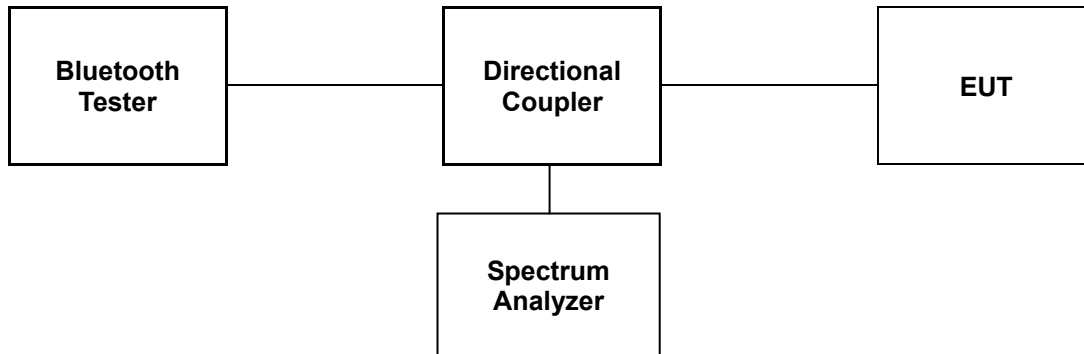 Bluetooth
Tester
Directional
Coupler
EUT
Spectrum
Analyzer